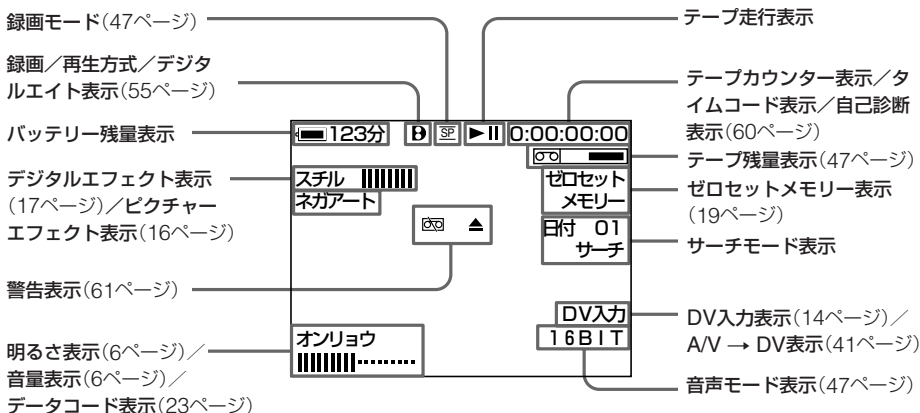 録画モード（47ページ）
録画／再生方式／デジタ
ルエイト表示（55ページ）
バッテリー残量表示
デジタルエフェクト表示
（17ページ）／ピクチャー
エフェクト表示（16ページ）
警告表示（61ページ）
明るさ表示（6ページ）／
音量表示（6ページ）／
データコード表示（23ページ）
123分
SP
0:00:00:00
スチル
ネガアート
ゼロセット
メモリー
日付 01
サーチ
DV入力
16BIT
オンリョウ
テープ走行表示
テープカウンター表示／タ
イムコード表示／自己診断
表示（60ページ）
テープ残量表示（47ページ）
ゼロセットメモリー表示
（19ページ）
サーチモード表示
DV入力表示（14ページ）／
A/V → DV表示（41ページ）
音声モード表示（47ページ）